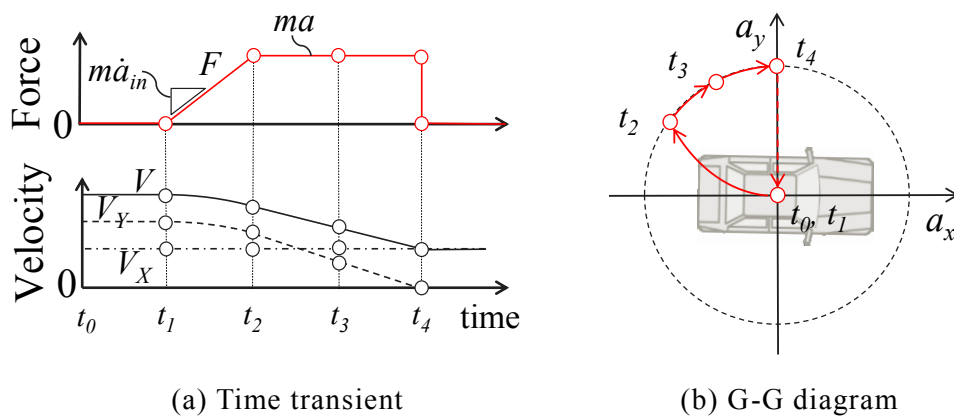 Force
0
mȧ_in
F
ma
Velocity
0
V
V_Y
V_X
t_0
t_1
t_2
t_3
t_4
time
(a) Time transient
a_y
t_4
t_3
t_2
t_0, t_1
a_x
(b) G-G diagram